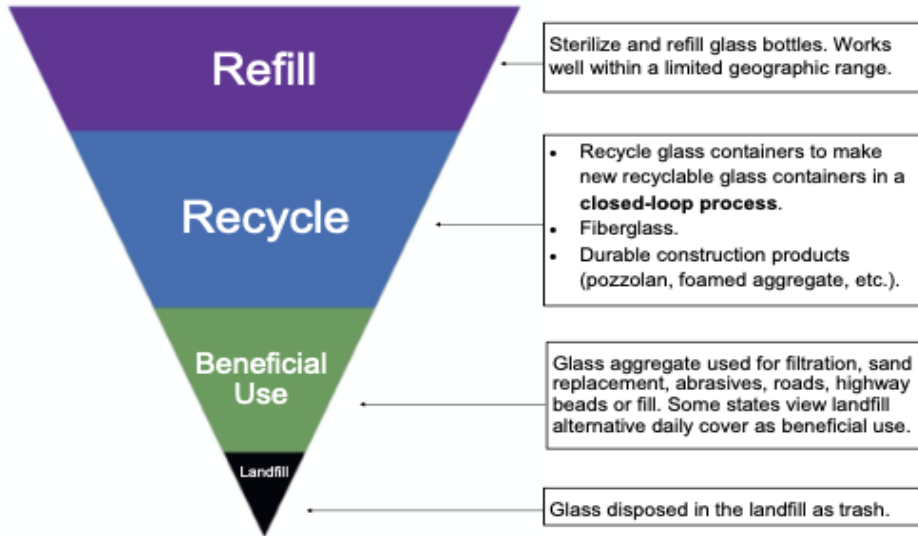 Refill
Sterilize and refill glass bottles. Works
well within a limited geographic range.
Recycle
• Recycle glass containers to make
new recyclable glass containers in a
closed-loop process.
• Fiberglass.
• Durable construction products
(pozzolan, foamed aggregate, etc.).
Beneficial
Use
Glass aggregate used for filtration, sand
replacement, abrasives, roads, highway
beads or fill. Some states view landfill
alternative daily cover as beneficial use.
Landfill
Glass disposed in the landfill as trash.